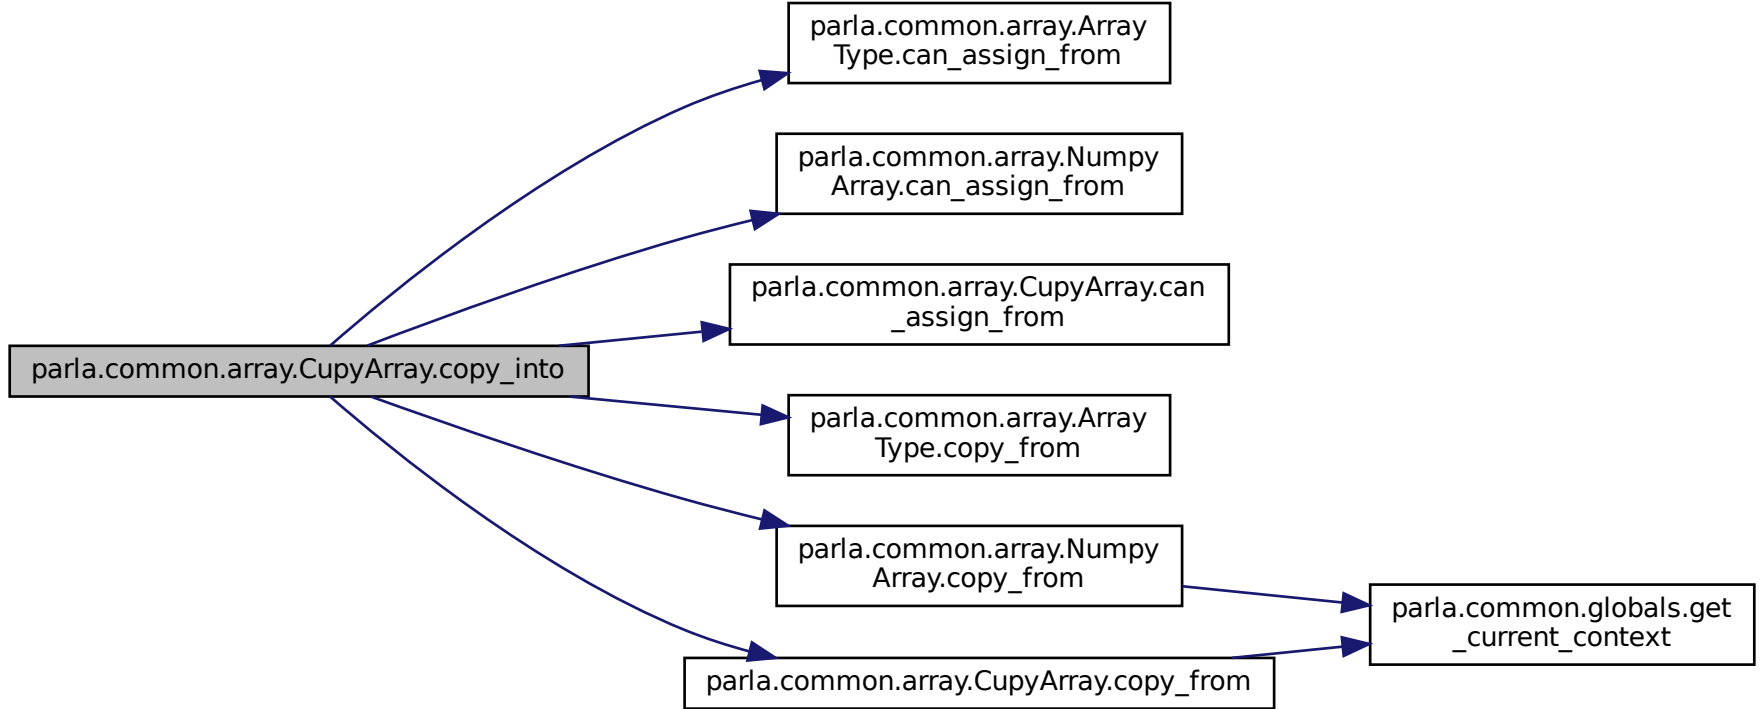 parla.common.array.Array
Type.can_assign_from
parla.common.array.Numpy
Array.can_assign_from
parla.common.array.CupyArray.can
_assign_from
parla.common.array.CupyArray.copy_into
parla.common.array.Array
Type.copy_from
parla.common.array.Numpy
Array.copy_from
parla.common.globals.get
_current_context
parla.common.array.CupyArray.copy_from